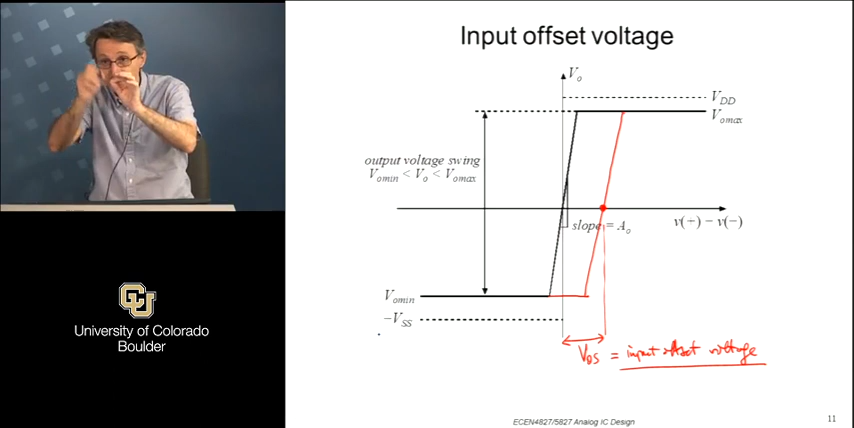 Input offset voltage
V_o
V_DD
V_omax
output voltage swing
V_omin < V_o < V_omax
slope = A_o
v(+) − v(−)
V_omin
−V_SS
V_OS = input offset voltage
CU
University of Colorado
Boulder
ECEN4827/5827 Analog IC Design
11